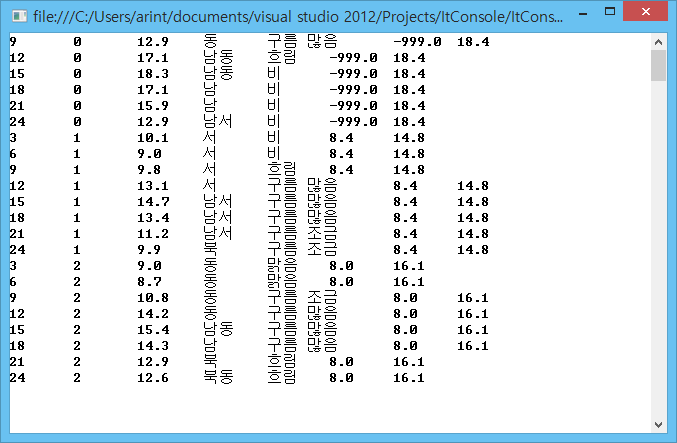 file:///C:/Users/arint/documents/visual studio 2012/Projects/ItConsole/ItCons...
9 0 12.9 동 구름 많음 -999.0 18.4
12 0 17.1 남동 흐림 -999.0 18.4
15 0 18.3 남동 비 -999.0 18.4
18 0 17.1 남 비 -999.0 18.4
21 0 15.9 남 비 -999.0 18.4
24 0 12.9 남서 비 -999.0 18.4
3 1 10.1 서 비 8.4 14.8
6 1 9.0 서 비 8.4 14.8
9 1 9.8 서 흐림 8.4 14.8
12 1 13.1 서 구름 많음 8.4 14.8
15 1 14.7 남서 구름 많음 8.4 14.8
18 1 13.4 남서 구름 많음 8.4 14.8
21 1 11.2 남서 구름 조금 8.4 14.8
24 1 9.9 북 구름 조금 8.4 14.8
3 2 9.0 동 맑음 8.0 16.1
6 2 8.7 동 맑음 8.0 16.1
9 2 10.8 동 구름 조금 8.0 16.1
12 2 14.2 동 구름 많음 8.0 16.1
15 2 15.4 남동 구름 많음 8.0 16.1
18 2 14.3 남 구름 많음 8.0 16.1
21 2 12.9 북 흐림 8.0 16.1
24 2 12.6 북동 흐림 8.0 16.1